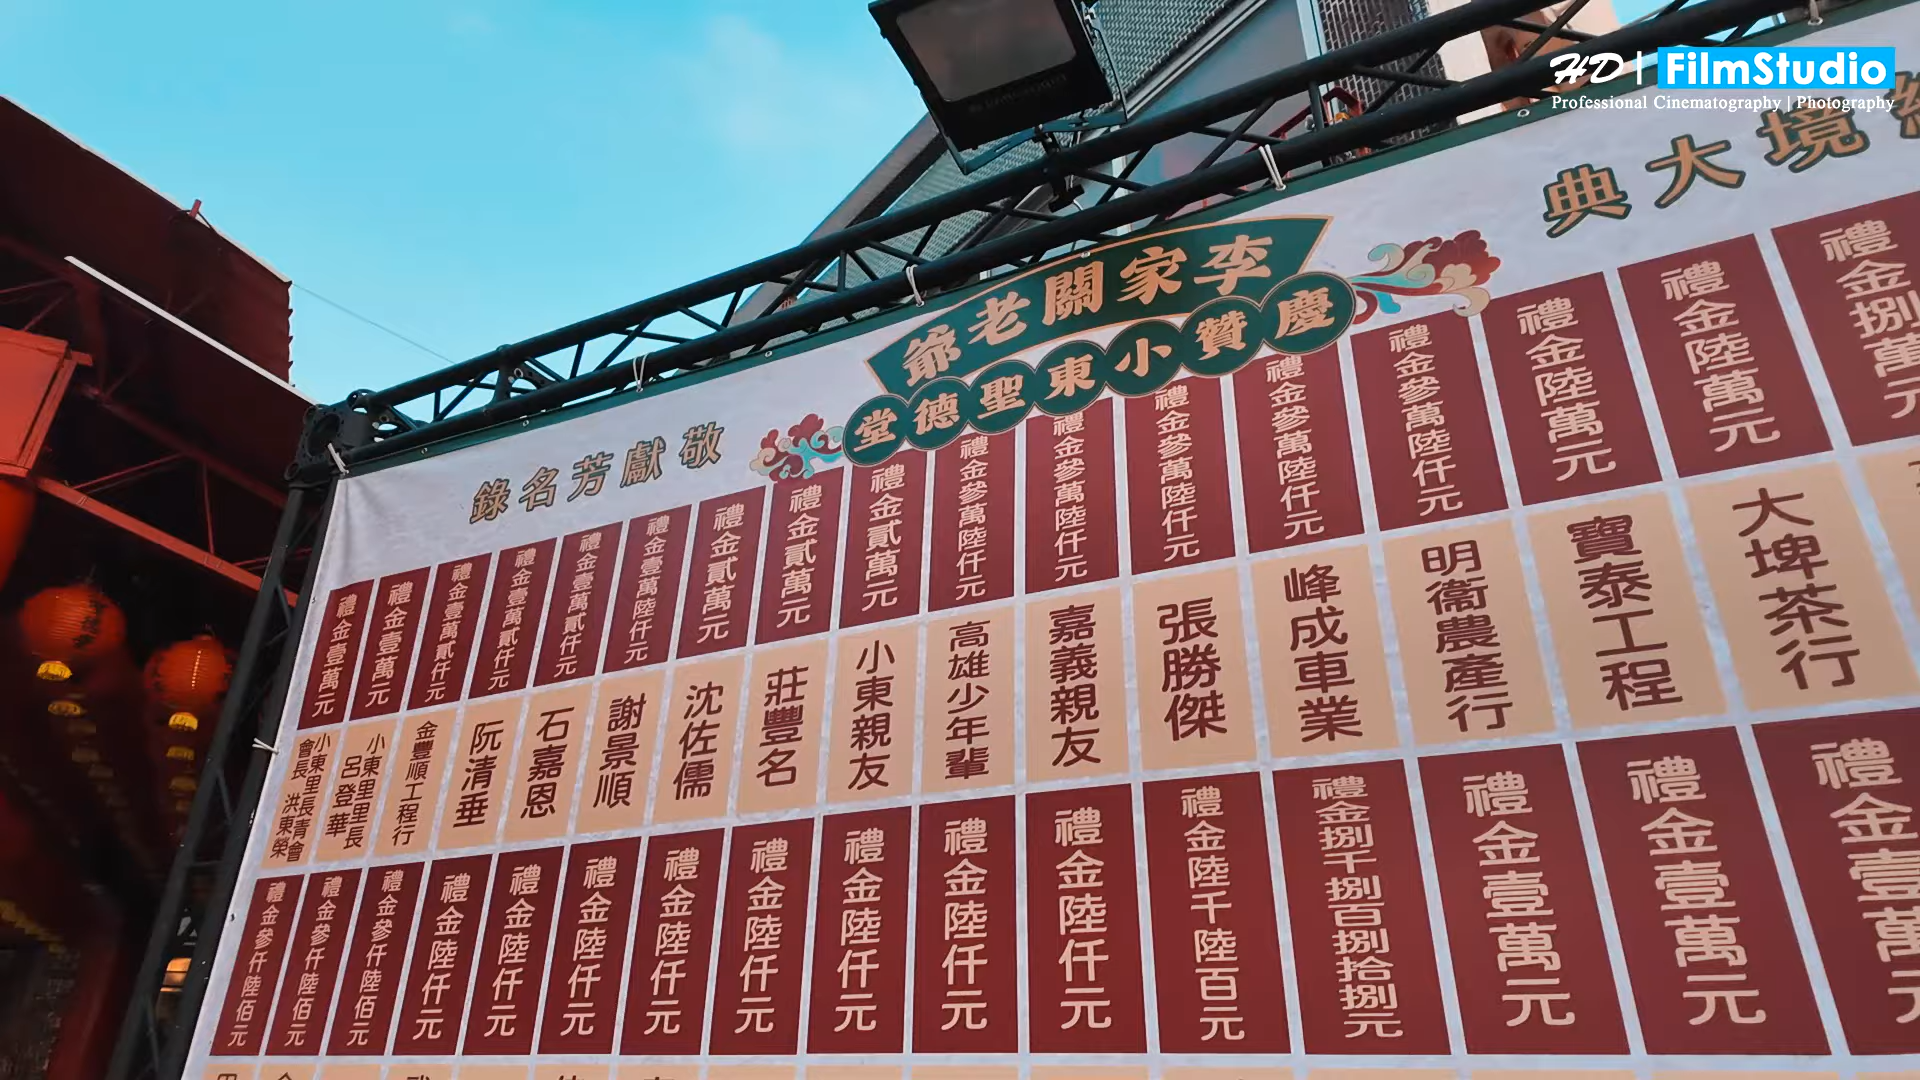 HD | FilmStudio
Professional Cinematography | Photography
境大典
李家關老爺
慶贊小東聖德堂
敬獻芳名錄
禮金捌萬元
禮金陸萬元
禮金陸萬元
禮金參萬陸仟元
禮金參萬陸仟元
禮金參萬陸仟元
禮金參萬陸仟元
禮金參萬陸仟元
禮金貳萬元
禮金貳萬元
禮金貳萬元
禮金壹萬陸仟元
禮金壹萬貳仟元
禮金壹萬貳仟元
禮金壹萬貳仟元
禮金壹萬元
禮金壹萬元
大埤茶行
寶泰工程
明衞農產行
峰成車業
張勝傑
嘉義親友
高雄少年輩
小東親友
莊豐名
沈佐儒
謝景順
石嘉恩
阮清垂
金豐順工程行
小東里里長
呂登華
小東里長青會
會長 洪東榮
禮金壹萬
禮金壹萬元
禮金壹萬元
禮金捌千捌百捌拾捌元
禮金陸千陸百元
禮金陸仟元
禮金陸仟元
禮金陸仟元
禮金陸仟元
禮金陸仟元
禮金陸仟元
禮金陸仟元
禮金陸仟元
禮金參仟陸佰元
禮金參仟陸佰元
禮金參仟陸佰元